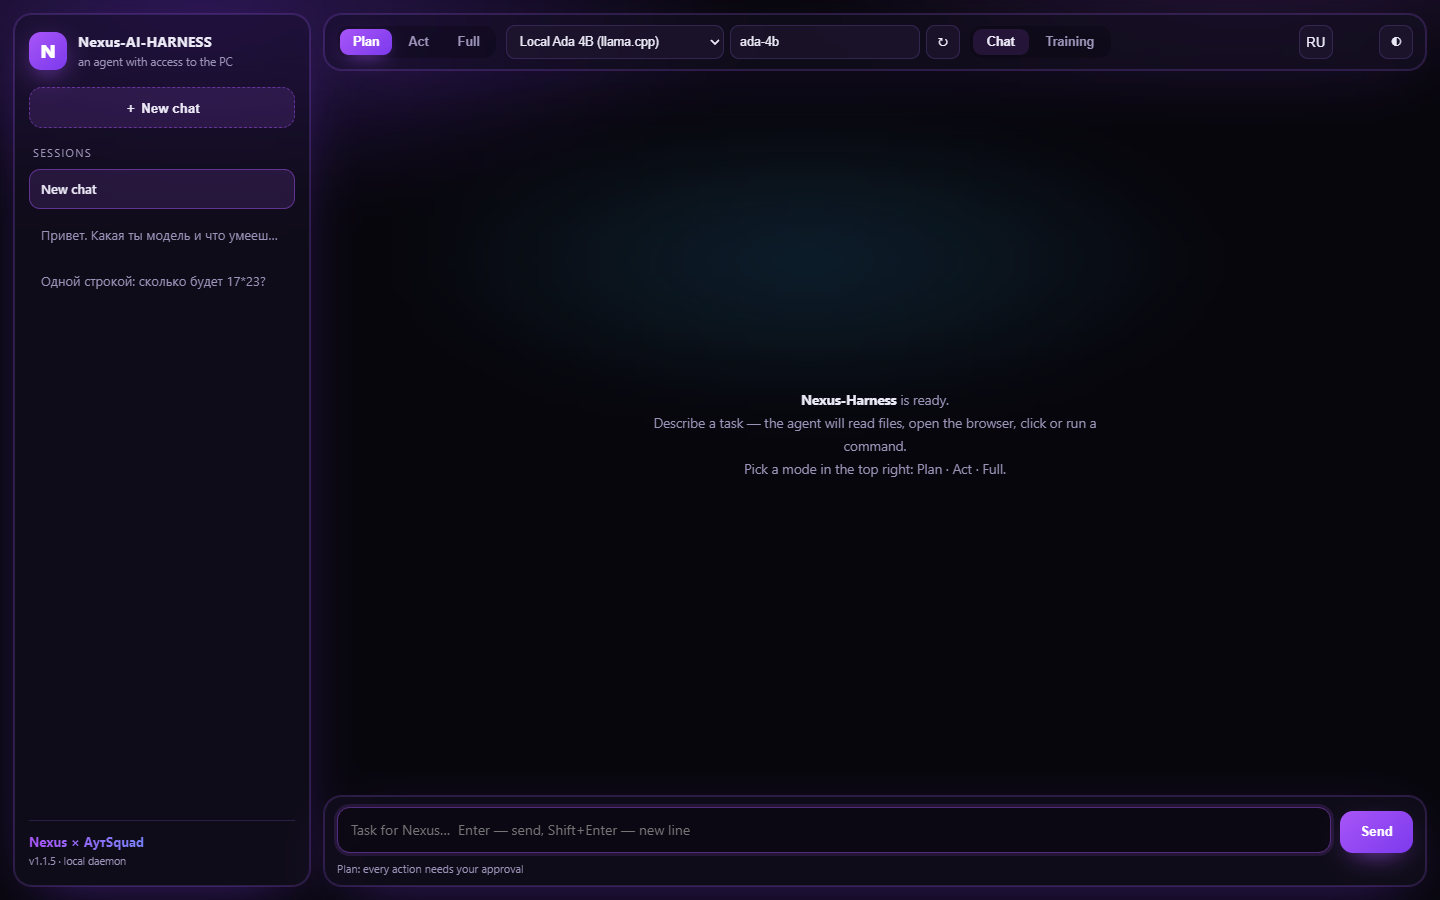 N
Nexus-AI-HARNESS
an agent with access to the PC
+ New chat
SESSIONS
New chat
Привет. Какая ты модель и что умееш...
Одной строкой: сколько будет 17*23?
Nexus × АутSquad
v1.1.5 · local daemon
Plan Act Full Local Ada 4B (llama.cpp) ada-4b ↻ Chat Training RU
Nexus-Harness is ready.
Describe a task — the agent will read files, open the browser, click or run a
command.
Pick a mode in the top right: Plan · Act · Full.
Task for Nexus... Enter — send, Shift+Enter — new line
Send
Plan: every action needs your approval